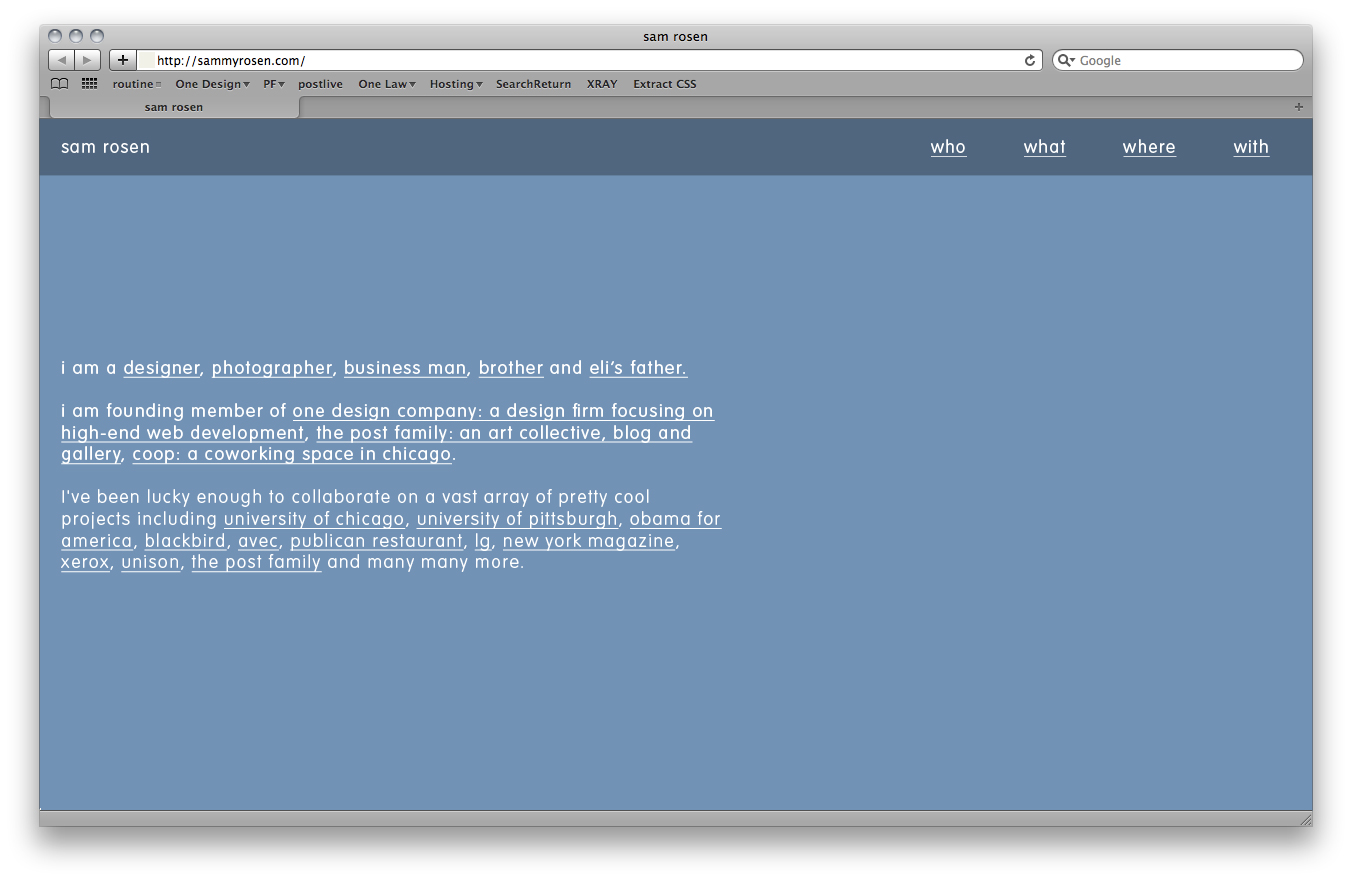 sam rosen
http://sammyrosen.com/
Google
routine
One Design
PF
postlive
One Law
Hosting
SearchReturn
XRAY
Extract CSS
sam rosen
sam rosen
who
what
where
with
i am a designer, photographer, business man, brother and eli's father.
i am founding member of one design company: a design firm focusing on
high-end web development, the post family: an art collective, blog and
gallery, coop: a coworking space in chicago.
I've been lucky enough to collaborate on a vast array of pretty cool
projects including university of chicago, university of pittsburgh, obama for
america, blackbird, avec, publican restaurant, lg, new york magazine,
xerox, unison, the post family and many many more.